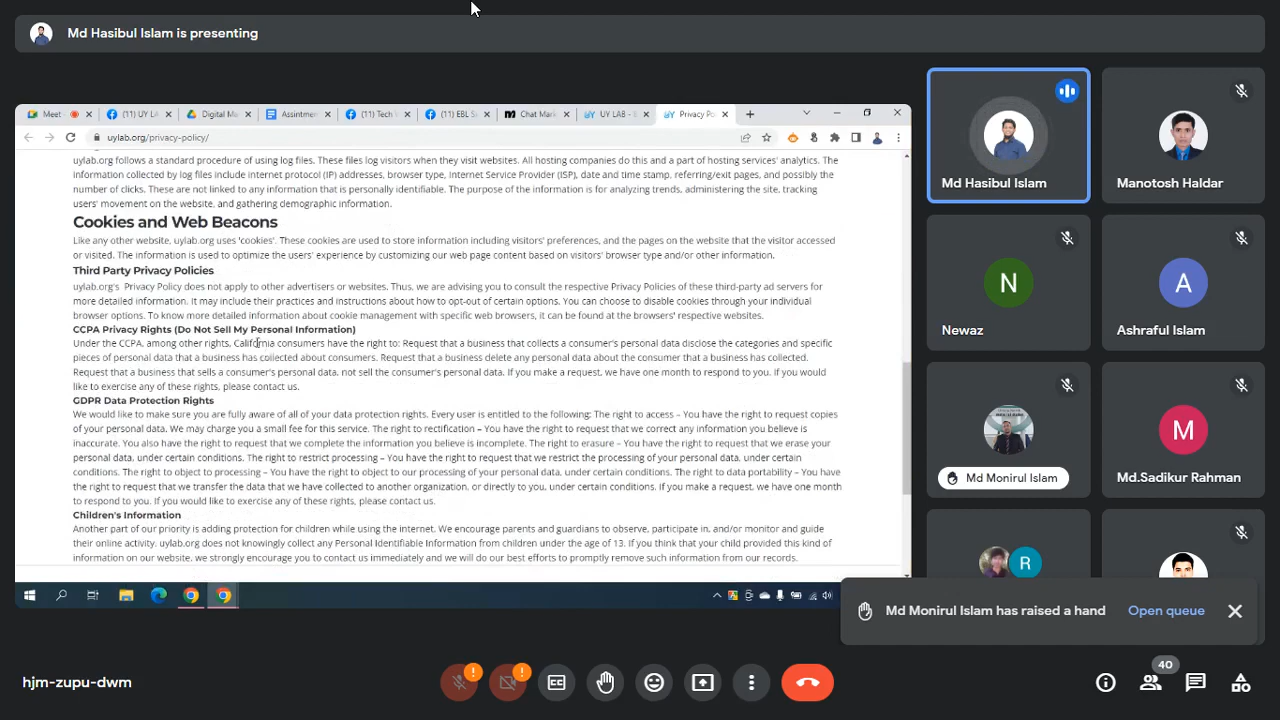 Md Hasibul Islam is presenting
Meet
(11) UY LA
Digital Ma
Assintmen
(11) Tech
(11) EBL S
Chat Mark
UY LAB -
Privacy Po
uylab.org/privacy-policy/
uylab.org follows a standard procedure of using log files. These files log visitors when they visit websites. All hosting companies do this and a part of hosting services' analytics. The
information collected by log files include internet protocol (IP) addresses, browser type, Internet Service Provider (ISP), date and time stamp, referring/exit pages, and possibly the
number of clicks. These are not linked to any information that is personally identifiable. The purpose of the information is for analyzing trends, administering the site, tracking
users' movement on the website, and gathering demographic information.
Cookies and Web Beacons
Like any other website, uylab.org uses 'cookies'. These cookies are used to store information including visitors' preferences, and the pages on the website that the visitor accessed
or visited. The information is used to optimize the users' experience by customizing our web page content based on visitors' browser type and/or other information.
Third Party Privacy Policies
uylab.org's Privacy Policy does not apply to other advertisers or websites. Thus, we are advising you to consult the respective Privacy Policies of these third-party ad servers for
more detailed information. It may include their practices and instructions about how to opt-out of certain options. You can choose to disable cookies through your individual
browser options. To know more detailed information about cookie management with specific web browsers, it can be found at the browsers' respective websites.
CCPA Privacy Rights (Do Not Sell My Personal Information)
Under the CCPA, among other rights, California consumers have the right to: Request that a business that collects a consumer's personal data disclose the categories and specific
pieces of personal data that a business has collected about consumers. Request that a business delete any personal data about the consumer that a business has collected.
Request that a business that sells a consumer's personal data, not sell the consumer's personal data. If you make a request, we have one month to respond to you. If you would
like to exercise any of these rights, please contact us.
GDPR Data Protection Rights
We would like to make sure you are fully aware of all of your data protection rights. Every user is entitled to the following: The right to access – You have the right to request copies
of your personal data. We may charge you a small fee for this service. The right to rectification – You have the right to request that we correct any information you believe is
inaccurate. You also have the right to request that we complete the information you believe is incomplete. The right to erasure – You have the right to request that we erase your
personal data, under certain conditions. The right to restrict processing – You have the right to request that we restrict the processing of your personal data, under certain
conditions. The right to object to processing – You have the right to object to our processing of your personal data, under certain conditions. The right to data portability – You have
the right to request that we transfer the data that we have collected to another organization, or directly to you, under certain conditions. If you make a request, we have one month
to respond to you. If you would like to exercise any of these rights, please contact us.
Children's Information
Another part of our priority is adding protection for children while using the internet. We encourage parents and guardians to observe, participate in, and/or monitor and guide
their online activity. uylab.org does not knowingly collect any Personal Identifiable Information from children under the age of 13. If you think that your child provided this kind of
information on our website, we strongly encourage you to contact us immediately and we will do our best efforts to promptly remove such information from our records.
Md Hasibul Islam
Manotosh Haldar
N
Newaz
A
Ashraful Islam
Md Monirul Islam
M
Md.Sadikur Rahman
R
Md Monirul Islam has raised a hand
Open queue
hjm-zupu-dwm
40